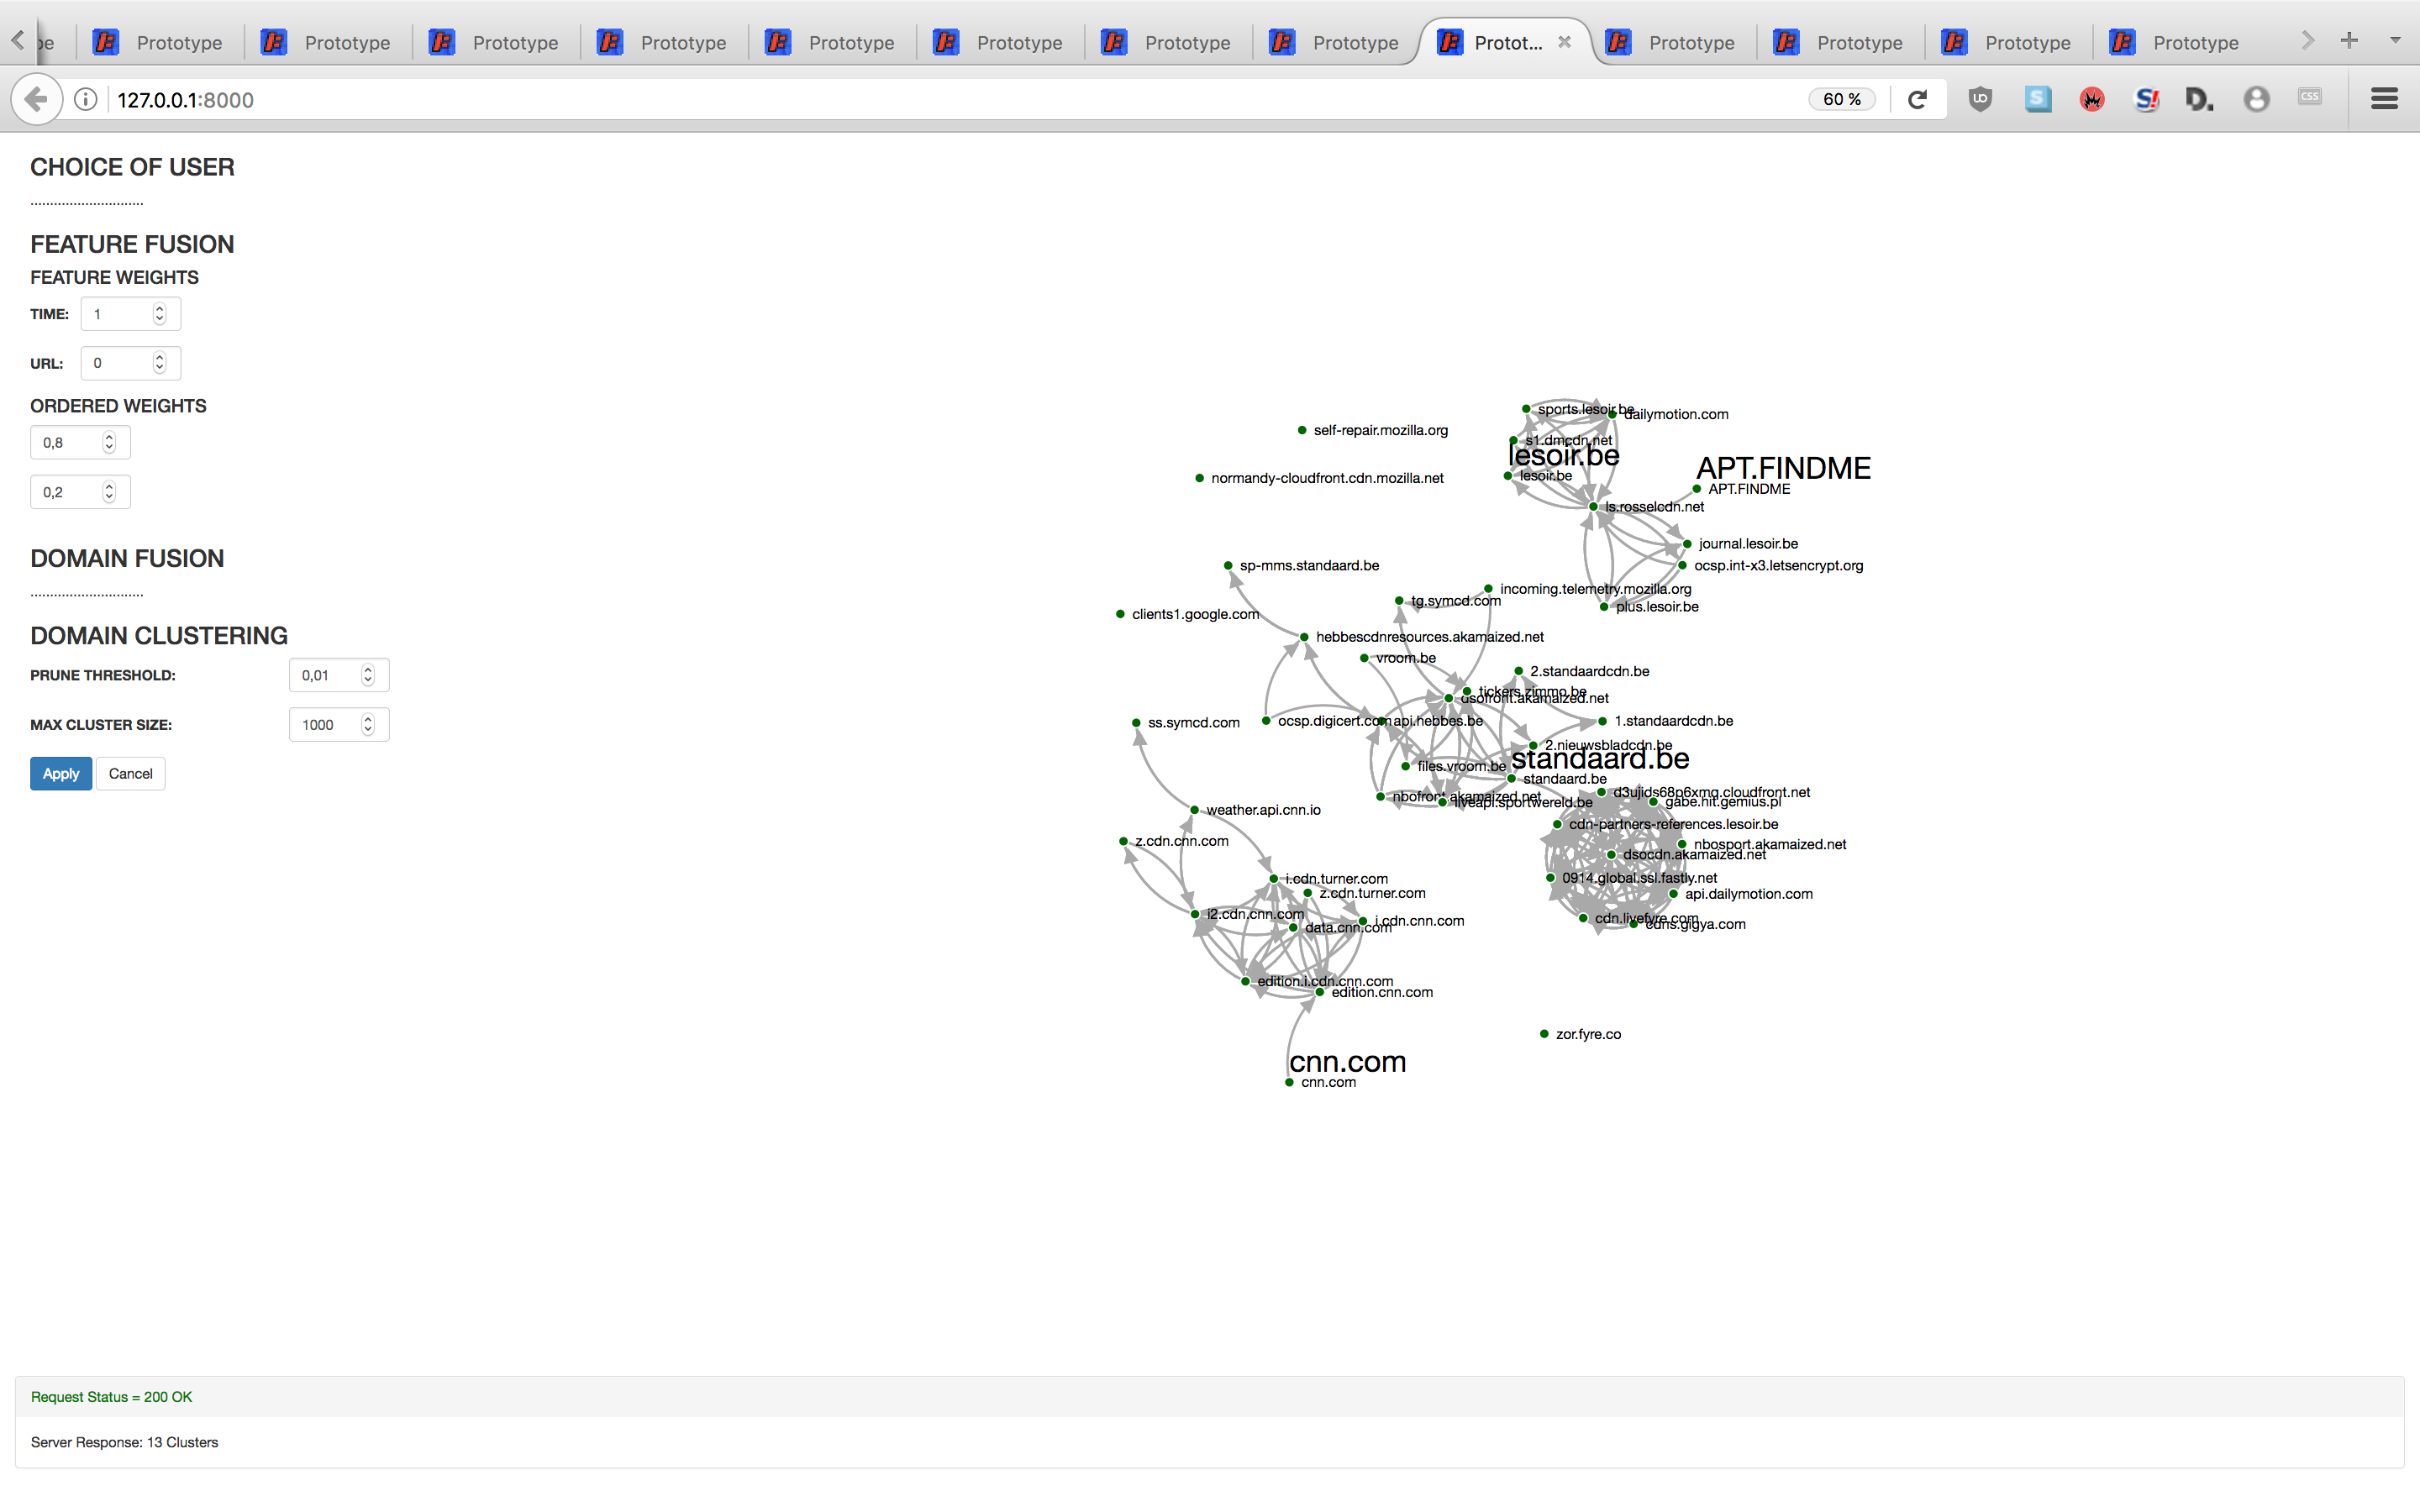 pe Prototype Prototype Prototype Prototype Prototype Prototype Prototype Prototype Protot... Prototype Prototype Prototype Prototype
127.0.0.1:8000 60 % UD S S! D. CSS
CHOICE OF USER
.............................
FEATURE FUSION
FEATURE WEIGHTS
TIME: 1
URL: 0
ORDERED WEIGHTS
0,8
0,2
DOMAIN FUSION
.............................
DOMAIN CLUSTERING
PRUNE THRESHOLD: 0,01
MAX CLUSTER SIZE: 1000
Apply Cancel
sports.lesoir.be
dailymotion.com
self-repair.mozilla.org
s1.dmcdn.net
lesoir.be
APT.FINDME
lesoir.be
normandy-cloudfront.cdn.mozilla.net
APT.FINDME
ls.rosselcdn.net
journal.lesoir.be
sp-mms.standaard.be
ocsp.int-x3.letsencrypt.org
incoming.telemetry.mozilla.org
tg.symcd.com
plus.lesoir.be
clients1.google.com
hebbescdnresources.akamaized.net
vroom.be
2.standaardcdn.be
tickers.zimmo.be
dsofront.akamaized.net
ss.symcd.com
ocsp.digicert.com
api.hebbes.be
1.standaardcdn.be
2.nieuwsbladcdn.be
standaard.be
files.vroom.be
standaard.be
d3ujids68p6xmq.cloudfront.net
nbofront.akamaized.net
liveapi.sportwereld.be
gabe.hit.gemius.pl
weather.api.cnn.io
cdn-partners-references.lesoir.be
z.cdn.cnn.com
nbosport.akamaized.net
dsocdn.akamaized.net
i.cdn.turner.com
0914.global.ssl.fastly.net
z.cdn.turner.com
api.dailymotion.com
i2.cdn.cnn.com
i.cdn.cnn.com
data.cnn.com
cdn.livefyre.com
cdns.gigya.com
edition.i.cdn.cnn.com
edition.cnn.com
zor.fyre.co
cnn.com
cnn.com
Request Status = 200 OK
Server Response: 13 Clusters